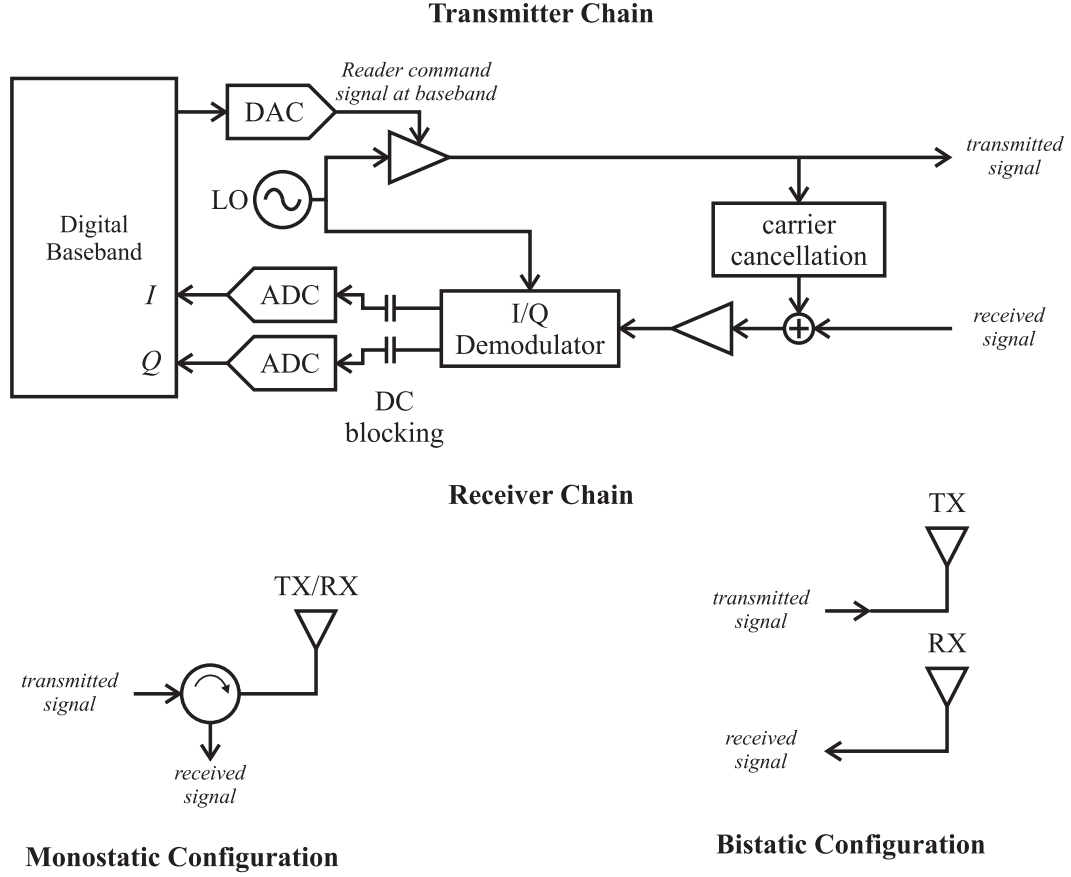 Transmitter Chain
Reader command
signal at baseband
DAC
transmitted
signal
LO
Digital
Baseband
carrier
cancellation
I
ADC
I/Q
Demodulator
received
signal
Q
ADC
DC
blocking
Receiver Chain
TX/RX
transmitted
signal
received
signal
Monostatic Configuration
TX
transmitted
signal
RX
received
signal
Bistatic Configuration